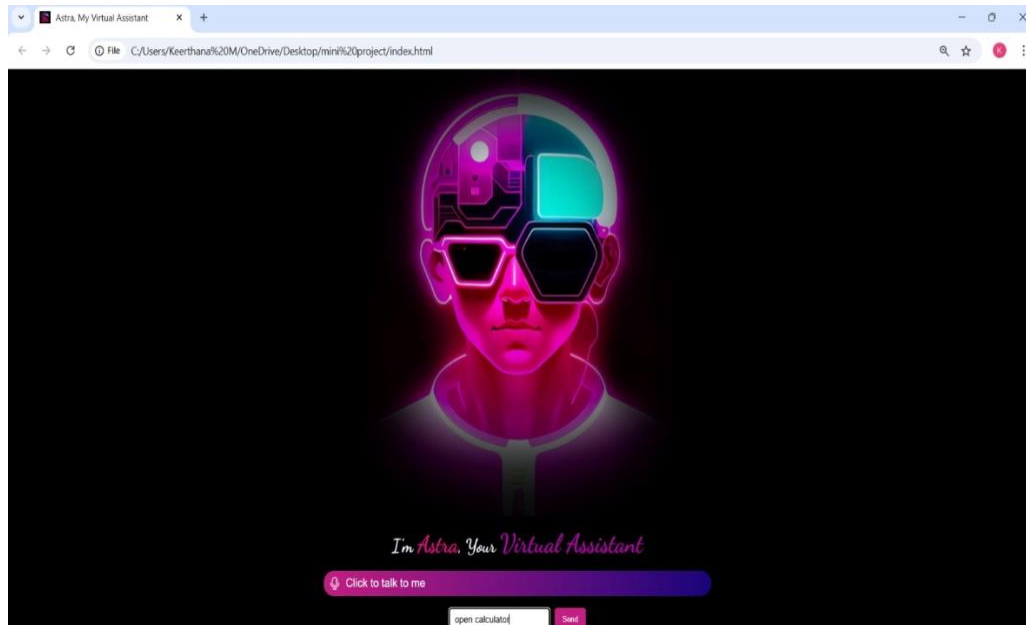 Astra, My Virtual Assistant
File C:/Users/Keerthana%20M/OneDrive/Desktop/mini%20project/index.html
K
I'm Astra, Your Virtual Assistant
Click to talk to me
open calculator
Send